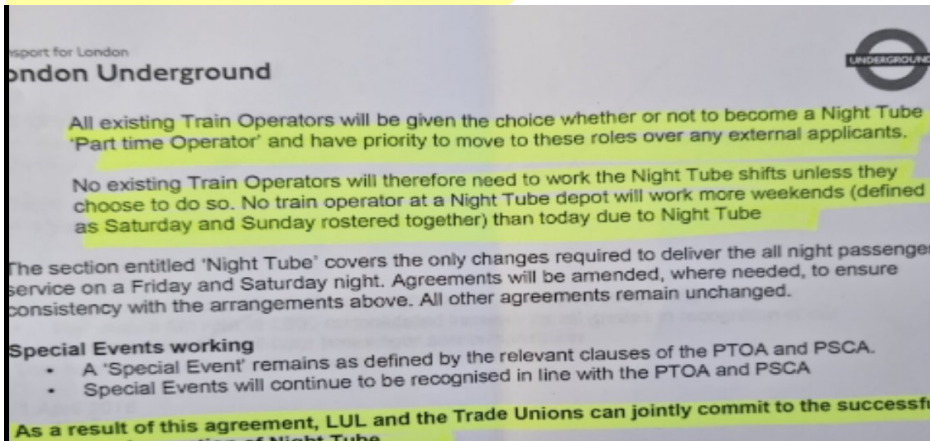 sport for London
ondon Underground
UNDERGROUND
All existing Train Operators will be given the choice whether or not to become a Night Tube
'Part time Operator' and have priority to move to these roles over any external applicants.
No existing Train Operators will therefore need to work the Night Tube shifts unless they
choose to do so. No train operator at a Night Tube depot will work more weekends (defined
as Saturday and Sunday rostered together) than today due to Night Tube
The section entitled 'Night Tube' covers the only changes required to deliver the all night passenger
service on a Friday and Saturday night. Agreements will be amended, where needed, to ensure
consistency with the arrangements above. All other agreements remain unchanged.
Special Events working
• A 'Special Event' remains as defined by the relevant clauses of the PTOA and PSCA.
• Special Events will continue to be recognised in line with the PTOA and PSCA
As a result of this agreement, LUL and the Trade Unions can jointly commit to the successfu
of Night Tube